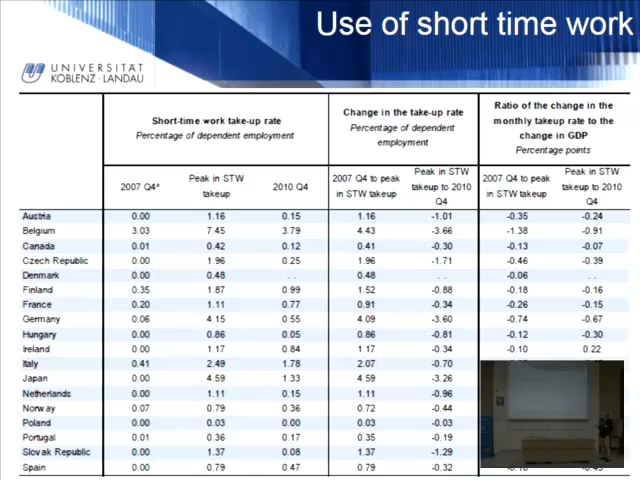 Use of short time work
UNIVERSITÄT
KOBLENZ · LANDAU
Short-time work take-up rate
Percentage of dependent employment
Change in the take-up rate
Percentage of dependent
employment
Ratio of the change in the
monthly takeup rate to the
change in GDP
Percentage points
2007 Q4ª
Peak in STW
takeup
2010 Q4
2007 Q4 to peak
in STW takeup
Peak in STW
takeup to 2010
Q4
2007 Q4 to peak
in STW takeup
Peak in STW
takeup to 2010
Q4
Austria 0.00 1.16 0.15 1.16 -1.01 -0.35 -0.24
Belgium 3.03 7.45 3.79 4.43 -3.66 -1.38 -0.91
Canada 0.01 0.42 0.12 0.41 -0.30 -0.13 -0.07
Czech Republic 0.00 1.96 0.25 1.96 -1.71 -0.46 -0.39
Denmark 0.00 0.48 . . 0.48 . . -0.06 . .
Finland 0.35 1.87 0.99 1.52 -0.88 -0.18 -0.16
France 0.20 1.11 0.77 0.91 -0.34 -0.26 -0.15
Germany 0.06 4.15 0.55 4.09 -3.60 -0.74 -0.67
Hungary 0.00 0.86 0.05 0.86 -0.81 -0.12 -0.30
Ireland 0.00 1.17 0.84 1.17 -0.34 -0.10 0.22
Italy 0.41 2.49 1.78 2.07 -0.70
Japan 0.00 4.59 1.33 4.59 -3.26
Netherlands 0.00 1.11 0.15 1.11 -0.96
Norway 0.07 0.79 0.36 0.72 -0.44
Poland 0.00 0.03 0.00 0.03 -0.03
Portugal 0.01 0.36 0.17 0.35 -0.19
Slovak Republic 0.00 1.37 0.08 1.37 -1.29
Spain 0.00 0.79 0.47 0.79 -0.32